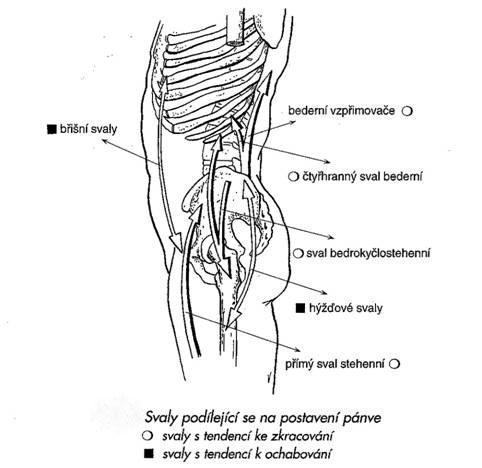 bederní vzpřimovače ○
■ břišní svaly
○ čtyřhranný sval bederní
○ sval bedrokyčlostehenní
■ hýžďové svaly
přímý sval stehenní ○
Svaly podílející se na postavení pánve
○ svaly s tendencí ke zkracování
■ svaly s tendencí k ochabování